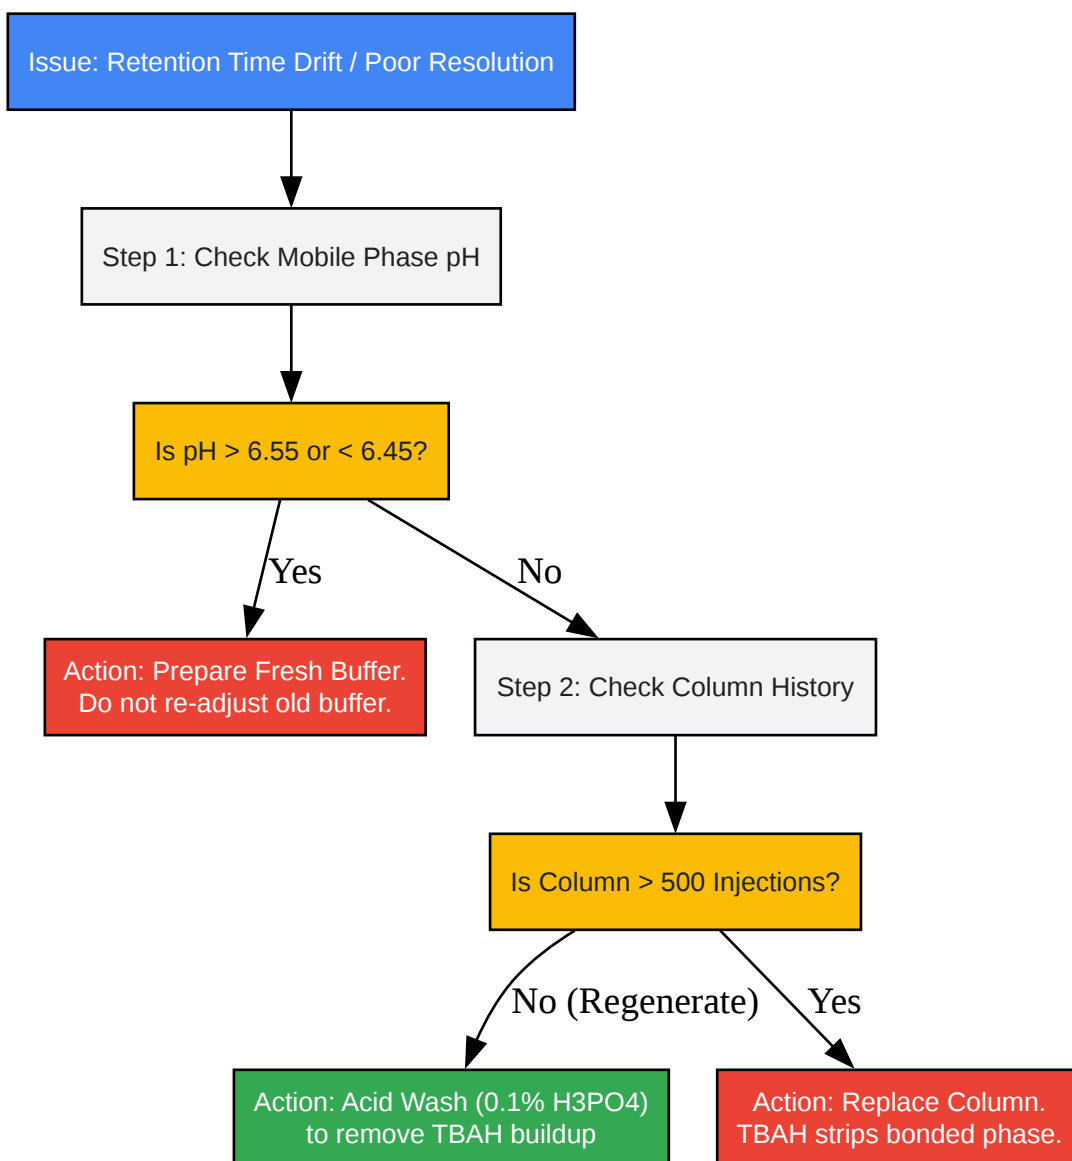 Issue: Retention Time Drift / Poor Resolution
Step 1: Check Mobile Phase pH
Is pH > 6.55 or < 6.45?
Yes
No
Action: Prepare Fresh Buffer.
Do not re-adjust old buffer.
Step 2: Check Column History
Is Column > 500 Injections?
No (Regenerate)
Yes
Action: Acid Wash (0.1% H3PO4)
to remove TBAH buildup
Action: Replace Column.
TBAH strips bonded phase.